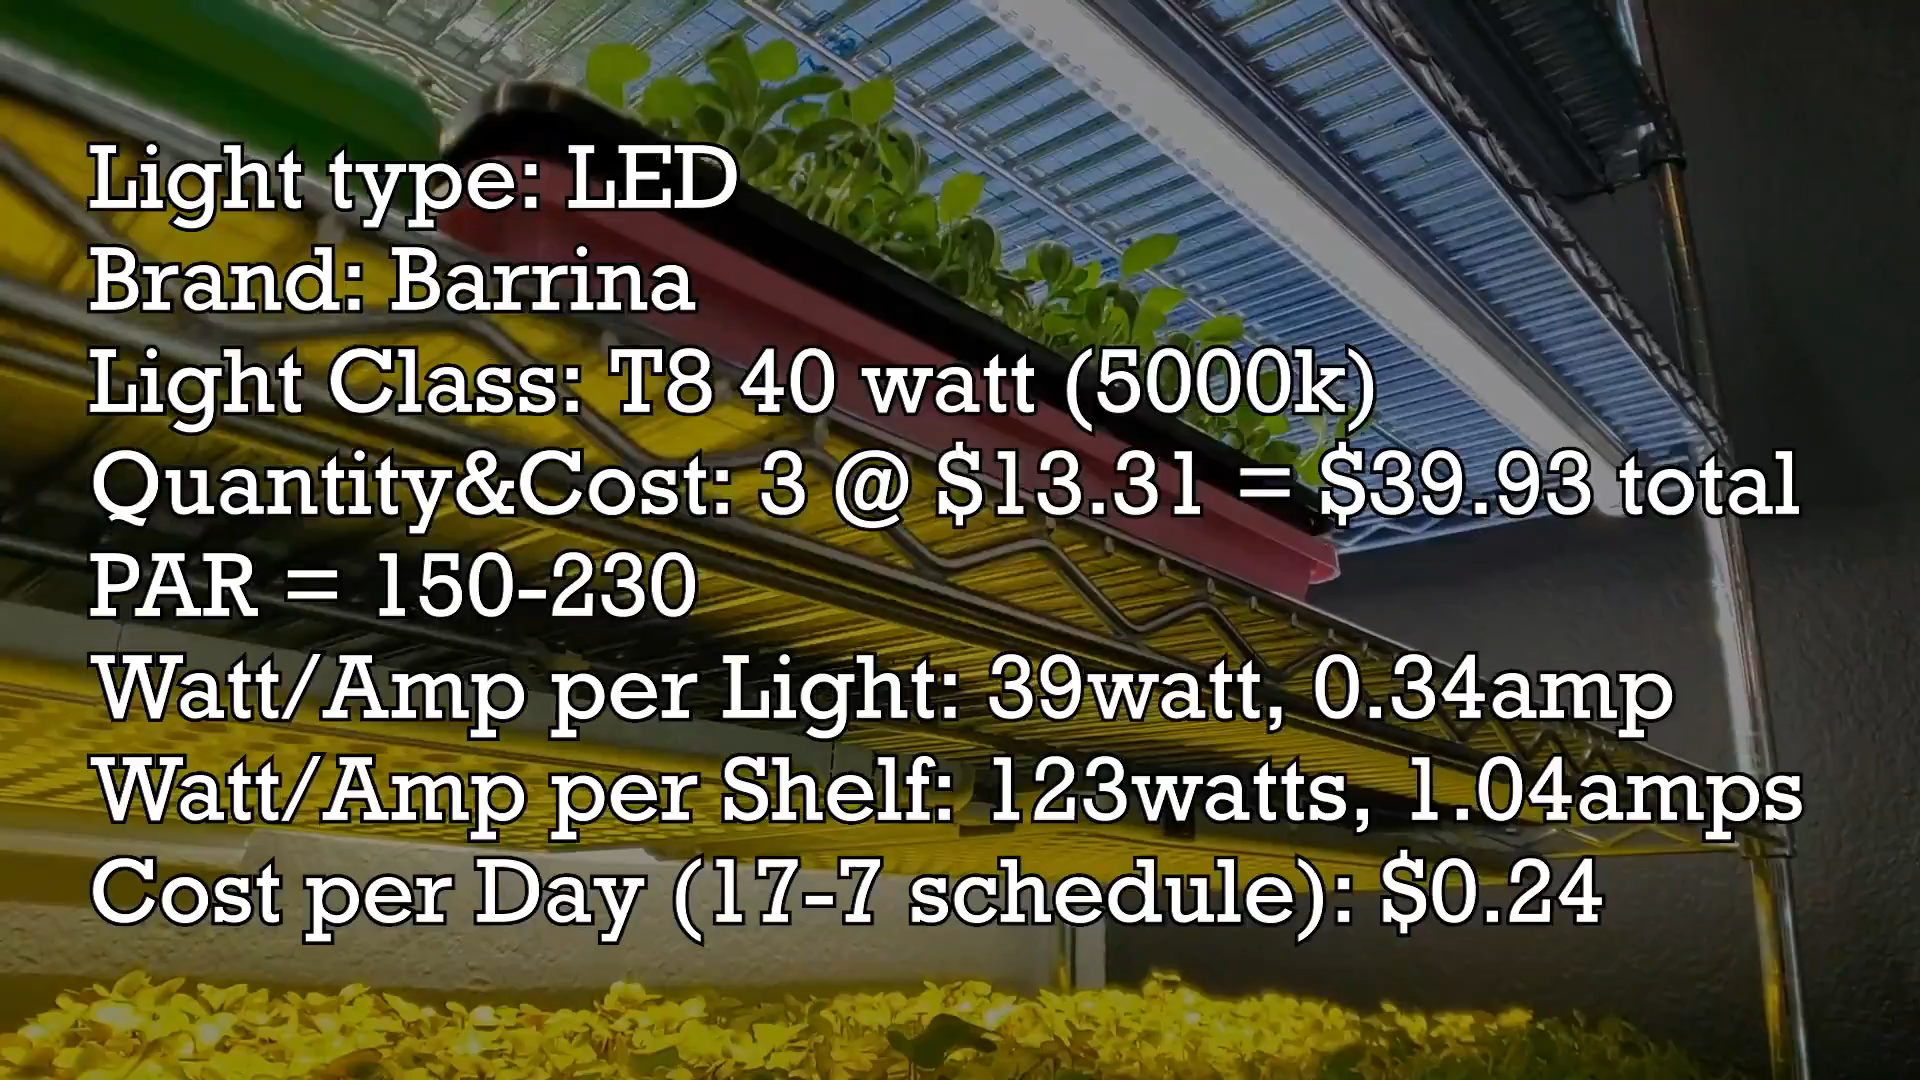 Light type: LED
Brand: Barrina
Light Class: T8 40 watt (5000k)
Quantity&Cost: 3 @ $13.31 = $39.93 total
PAR = 150-230
Watt/Amp per Light: 39watt, 0.34amp
Watt/Amp per Shelf: 123watts, 1.04amps
Cost per Day (17-7 schedule): $0.24